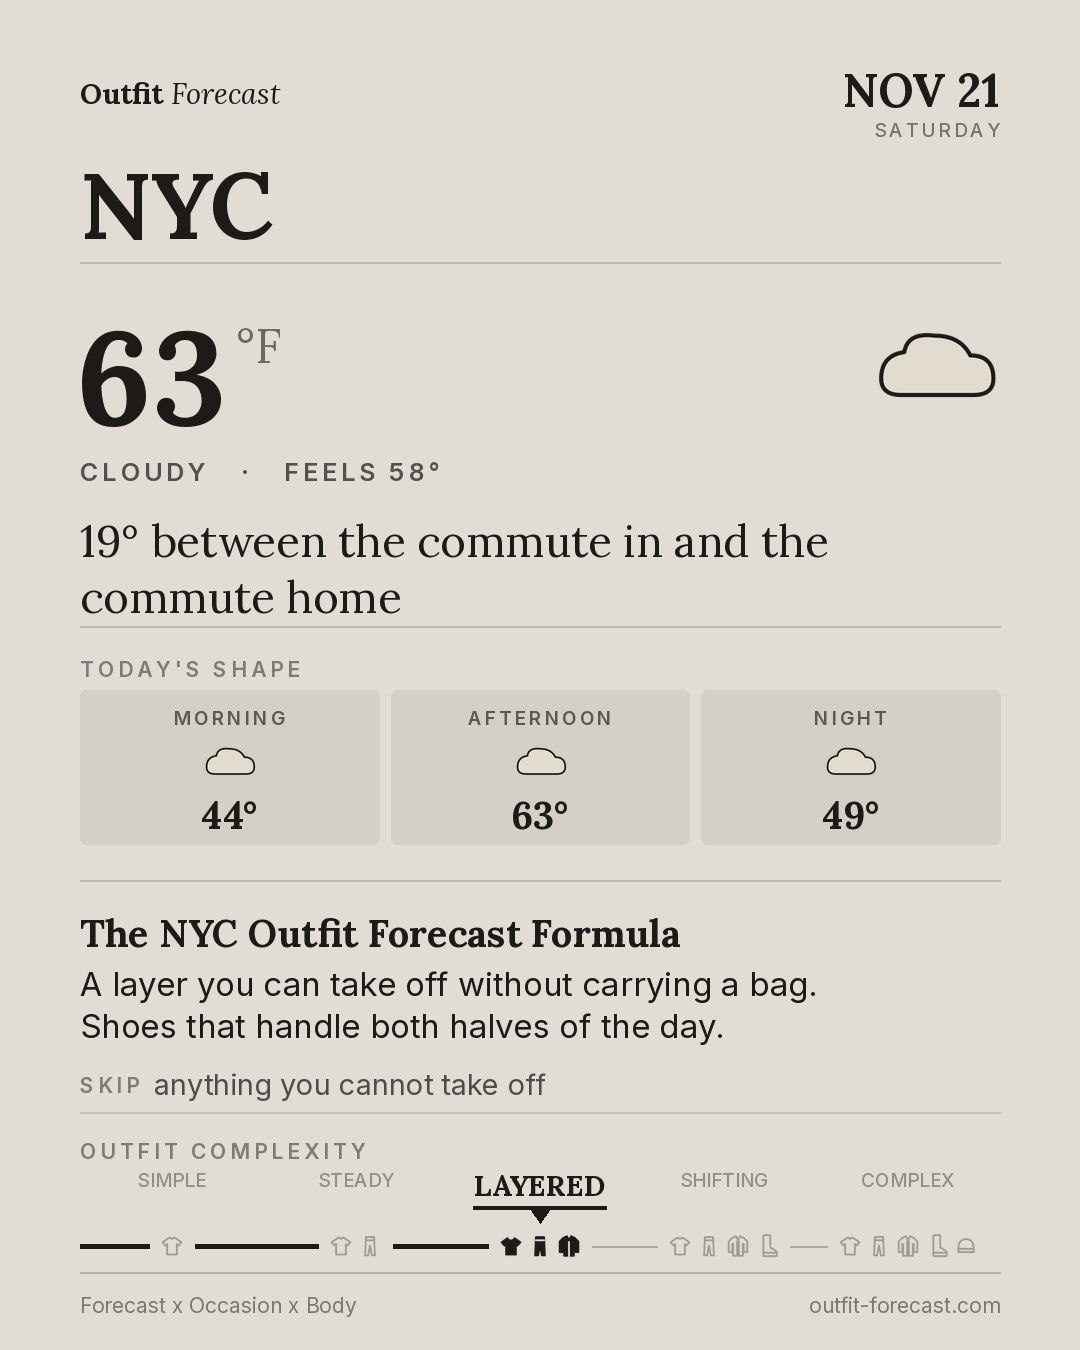 Outfit Forecast
NOV 21
SATURDAY
NYC
63 °F
CLOUDY · FEELS 58°
19° between the commute in and the
commute home
TODAY'S SHAPE
MORNING
44°
AFTERNOON
63°
NIGHT
49°
The NYC Outfit Forecast Formula
A layer you can take off without carrying a bag.
Shoes that handle both halves of the day.
SKIP anything you cannot take off
OUTFIT COMPLEXITY
SIMPLE STEADY LAYERED SHIFTING COMPLEX
Forecast x Occasion x Body
outfit-forecast.com